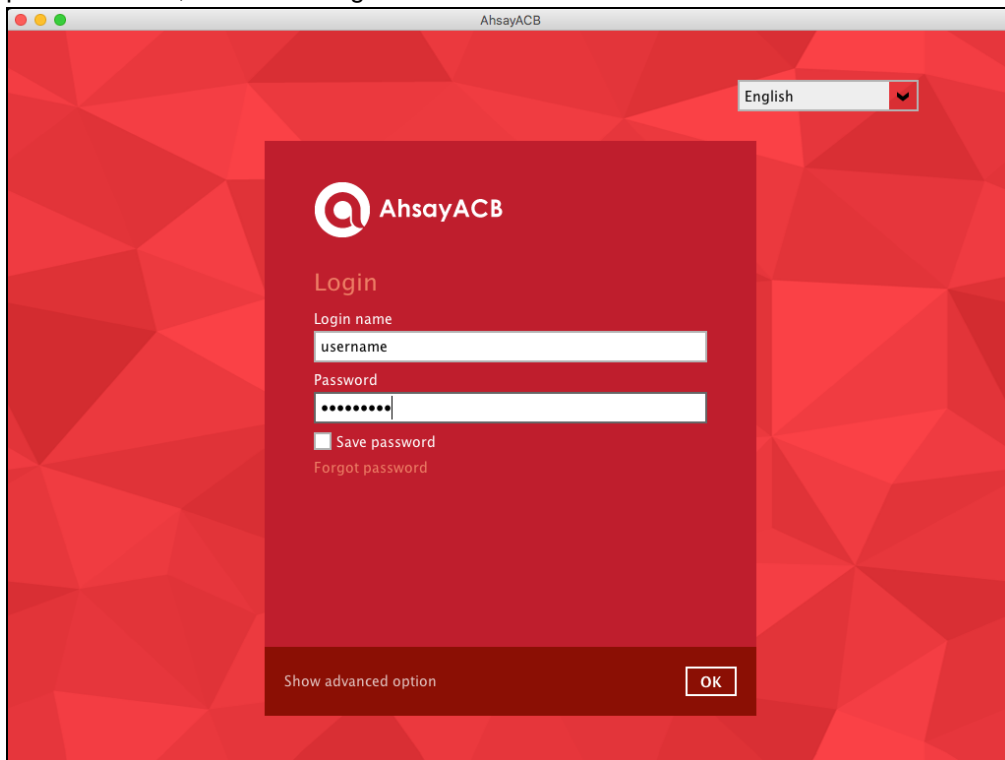 AhsayACB
English
AhsayACB
Login
Login name
username
Password
Save password
Forgot password
Show advanced option
OK